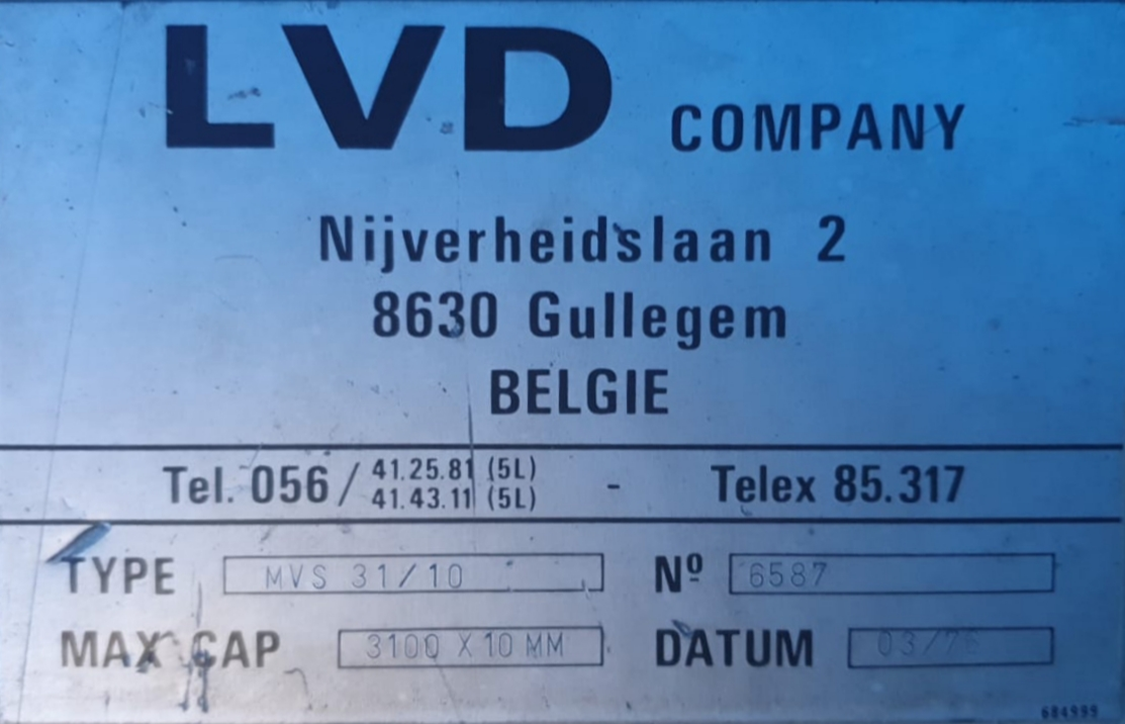 LVD COMPANY
Nijverheidslaan 2
8630 Gullegem
BELGIE
Tel. 056 / 41.25.81 (5L) - Telex 85.317
41.43.11 (5L)
TYPE MVS 31/10 Nº 6587
MAX CAP 3100 X 10 MM DATUM
684999